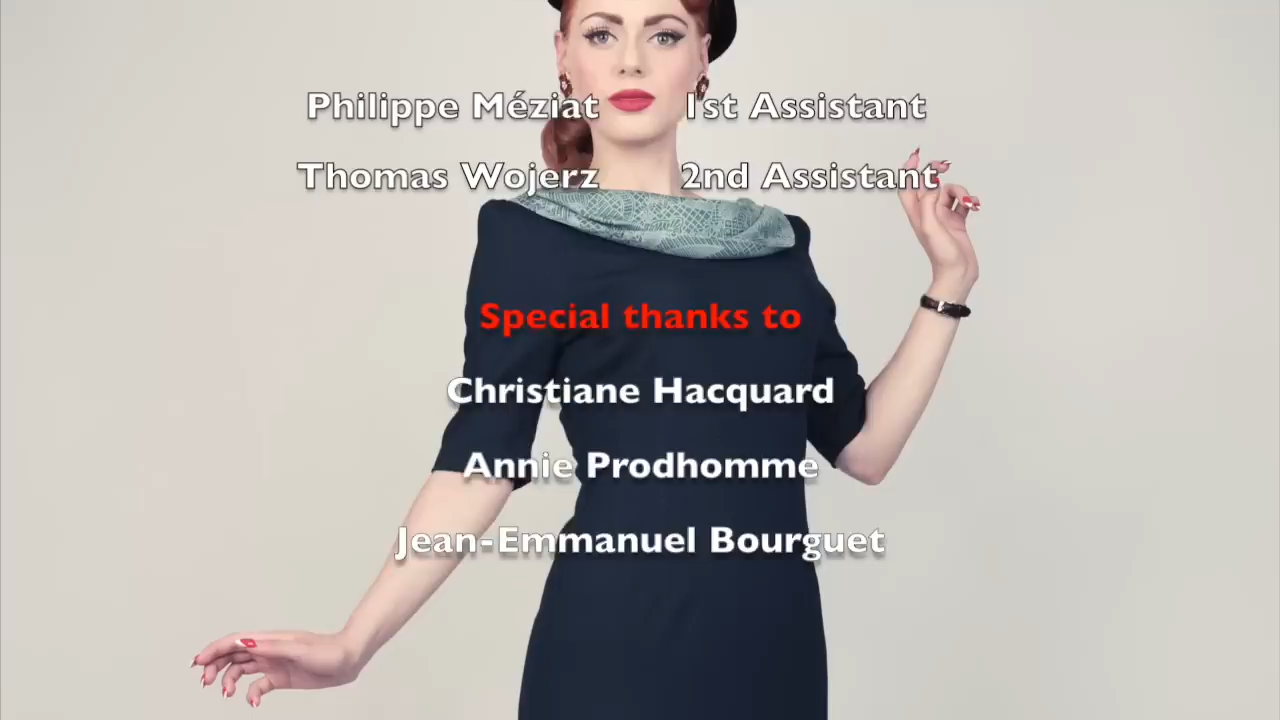 Philippe Méziat 1st Assistant
Thomas Wojerz 2nd Assistant
Special thanks to
Christiane Hacquard
Annie Prodhomme
Jean-Emmanuel Bourguet